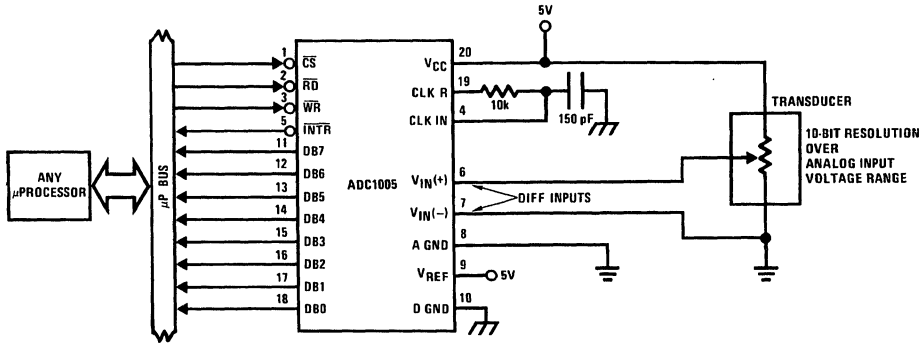 ANY
μPROCESSOR
μP BUS
1
CS
2
RD
3
WR
5
INTR
11
DB7
12
DB6
13
DB5
14
DB4
15
DB3
16
DB2
17
DB1
18
DB0
ADC1005
5V
VCC
20
CLK R
19
10k
150 pF
CLK IN
4
VIN(+)
6
DIFF INPUTS
VIN(−)
7
A GND
8
VREF
9
5V
D GND
10
TRANSDUCER
10-BIT RESOLUTION
OVER
ANALOG INPUT
VOLTAGE RANGE